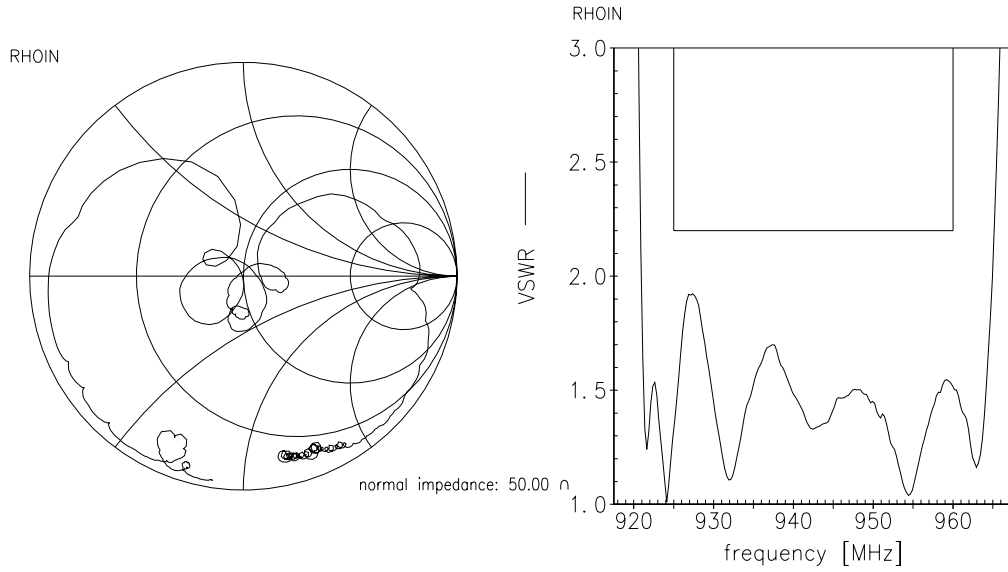 RHOIN
normal impedance: 50.00 Ω
RHOIN
VSWR
3.0
2.5
2.0
1.5
1.0
920 930 940 950 960
frequency [MHz]